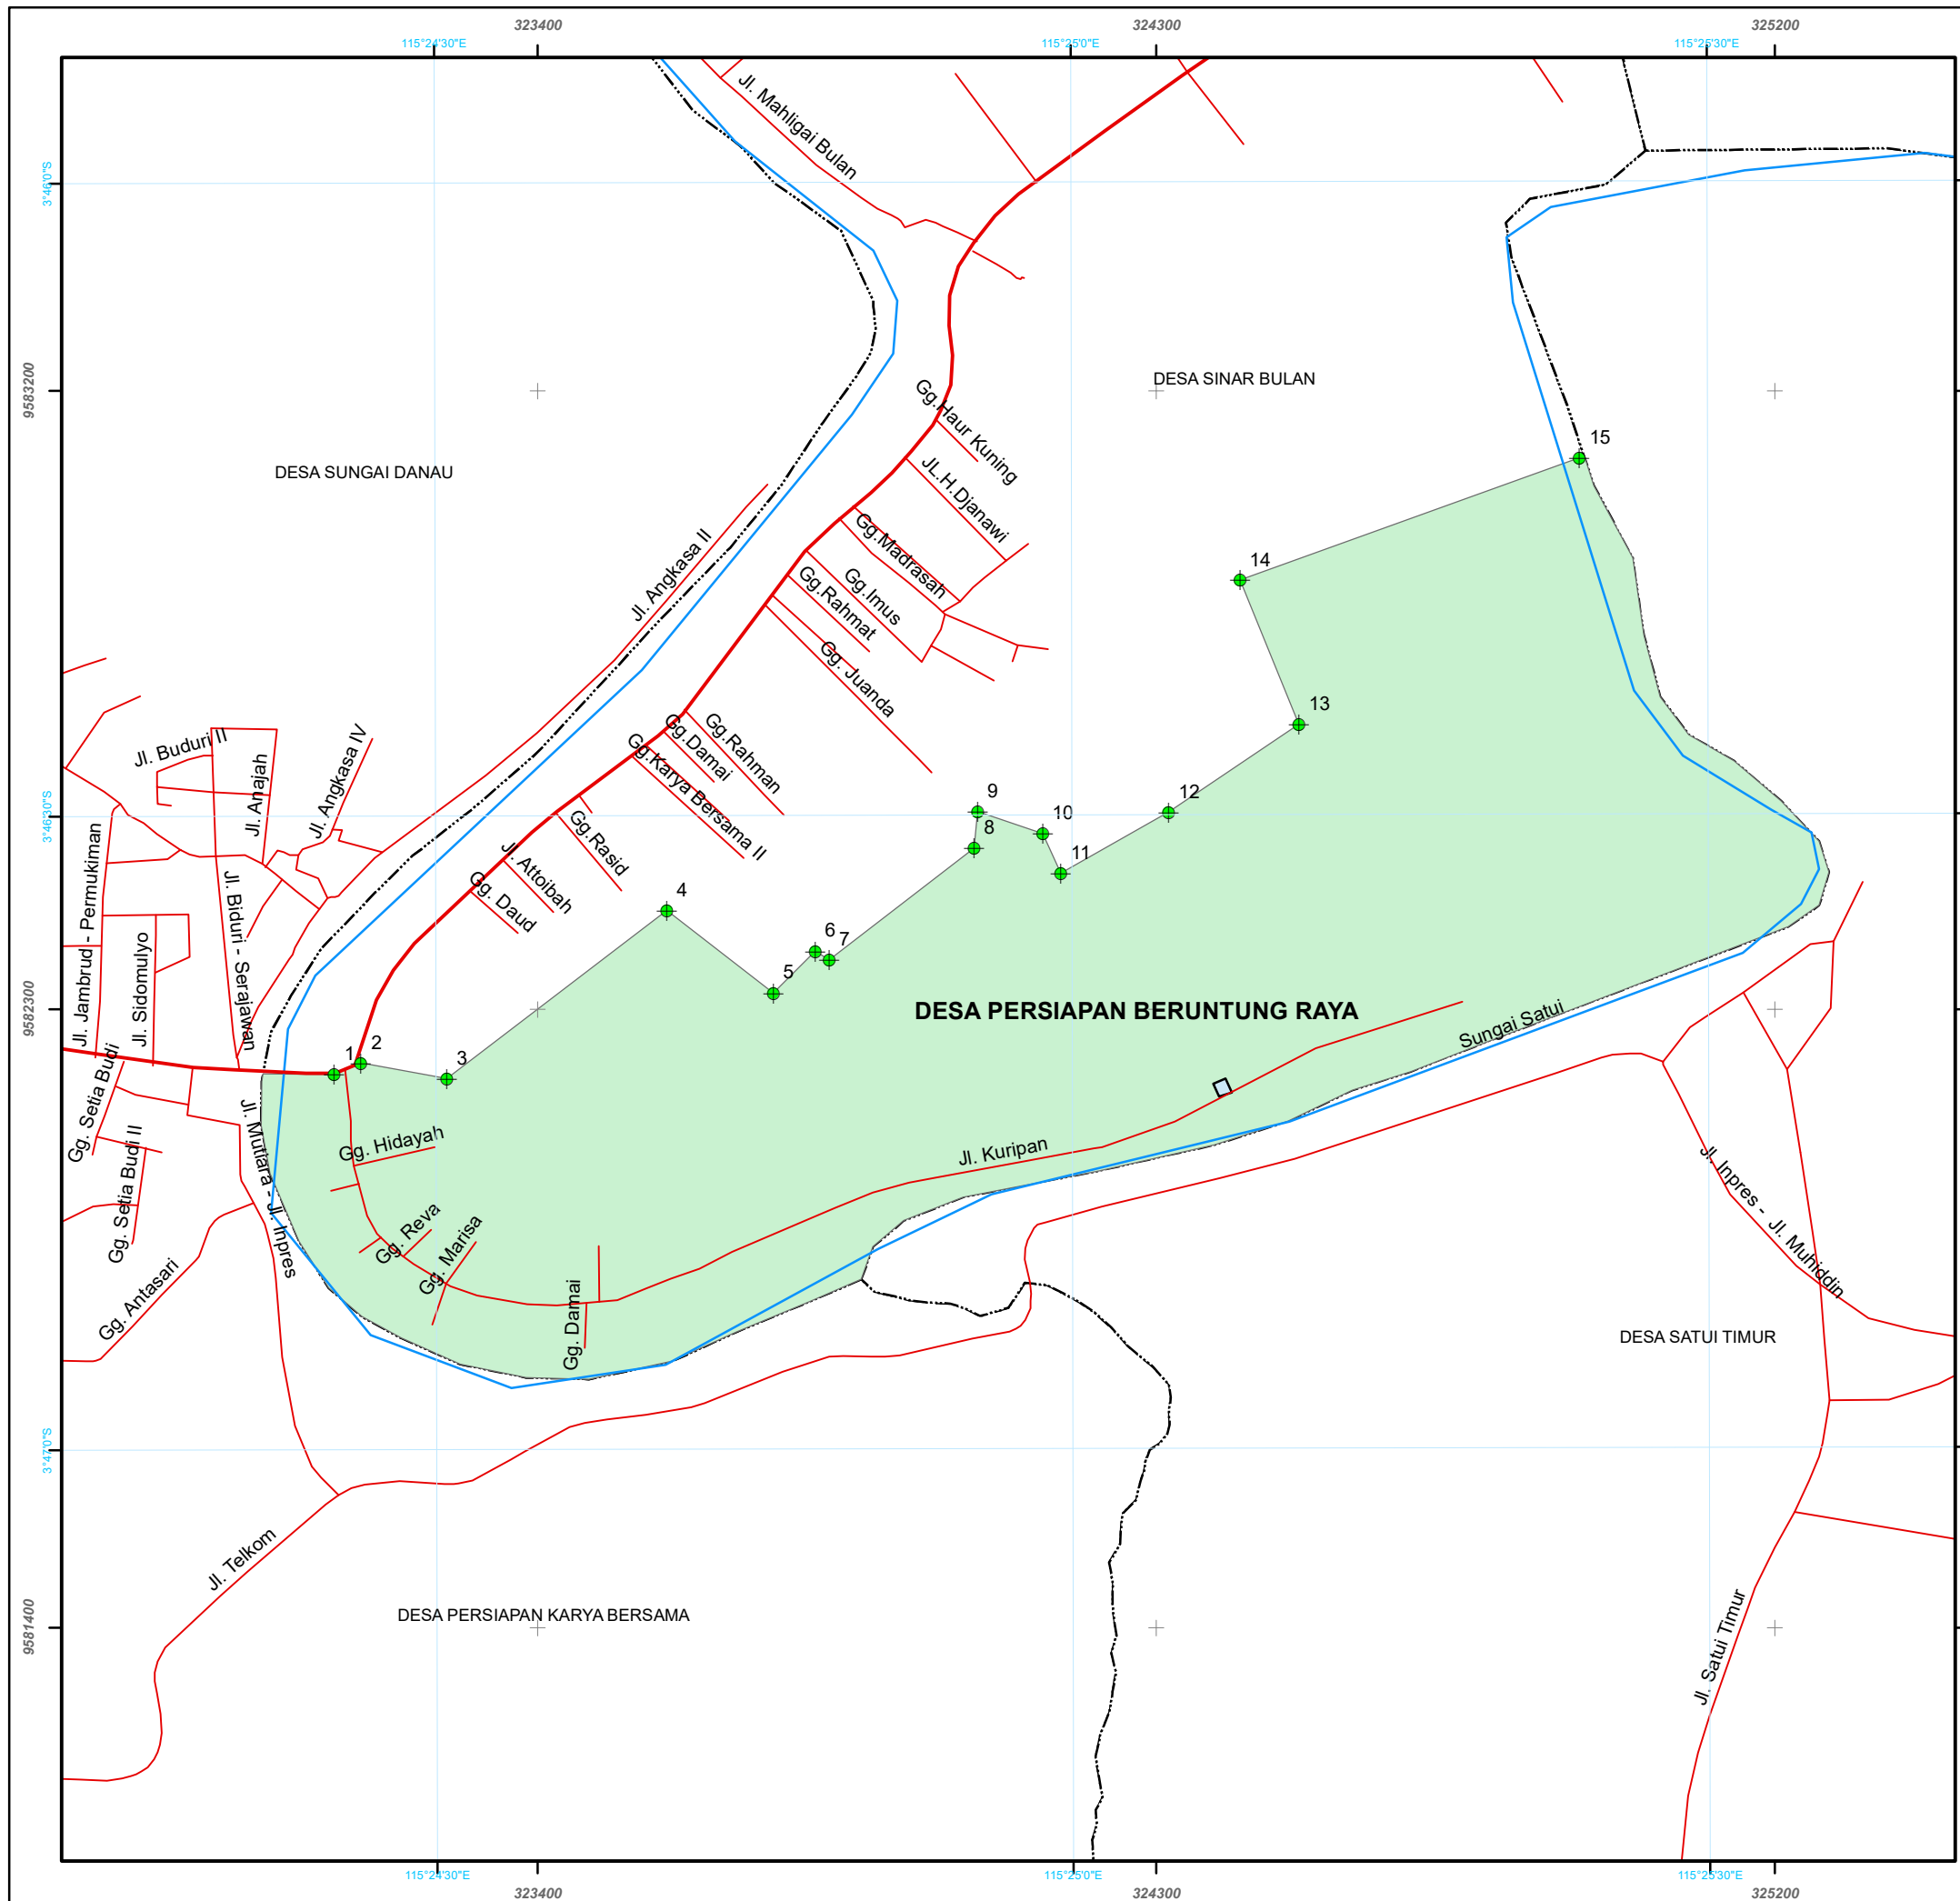 323400
324300
325200
115°24'30"E
115°25'0"E
115°25'30"E
3°46'0"S
Jl. Mahligai Bulan
9583200
DESA SINAR BULAN
Gg.Haur Kuning
15
DESA SUNGAI DANAU
JL.H.Djanawi
Gg.Madrasah
14
Jl. Angkasa II
Gg.Imus
Gg.Rahmat
Gg. Juanda
13
Jl. Buduri II
Jl. Anajah
Jl. Angkasa IV
Gg.Rahman
Gg.Damai
Gg.Karya Bersama II
3°46'30"S
9
10
12
8
11
Gg.Rasid
Jl. Attoibah
Gg. Daud
4
Jl. Jambrud - Permukiman
Jl. Sidomulyo
Jl. Biduri - Serajawan
6
7
5
9582300
DESA PERSIAPAN BERUNTUNG RAYA
Sungai Satui
1
2
3
Gg. Setia Budi
Gg. Setia Budi II
Jl. Mutiara - Jl. Inpres
Gg. Hidayah
Jl. Kuripan
Gg. Reva
Gg. Marisa
Gg. Antasari
Gg. Damai
Jl. Inpres - Jl. Muhiddin
DESA SATUI TIMUR
3°47'0"S
Jl. Telkom
9581400
DESA PERSIAPAN KARYA BERSAMA
Jl. Satui Timur
115°24'30"E
115°25'0"E
115°25'30"E
323400
324300
325200